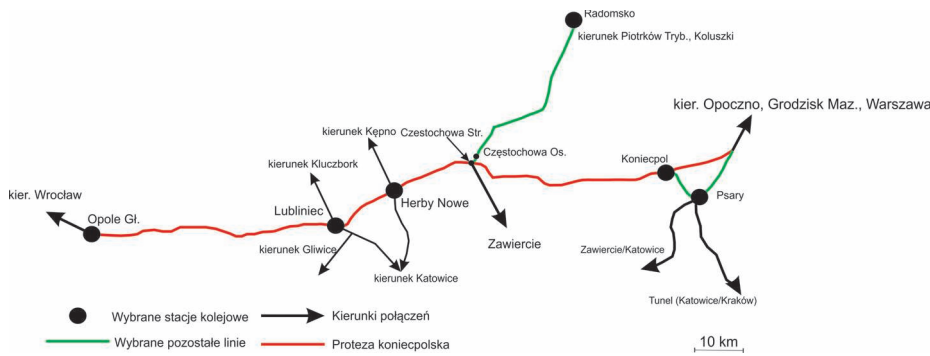 Radomsko
kierunek Piotrków Tryb., Koluszki
kier. Opoczno, Grodzisk Maz., Warszawa
kierunek Kępno
Czestochowa Str.
Częstochowa Os.
Koniecpol
kierunek Kluczbork
kier. Wrocław
Psary
Herby Nowe
Lubliniec
Opole Gł.
Zawiercie
kierunek Gliwice
Zawiercie/Katowice
kierunek Katowice
Tunel (Katowice/Kraków)
Wybrane stacje kolejowe
Kierunki połączeń
Wybrane pozostałe linie
Proteza koniecpolska
10 km